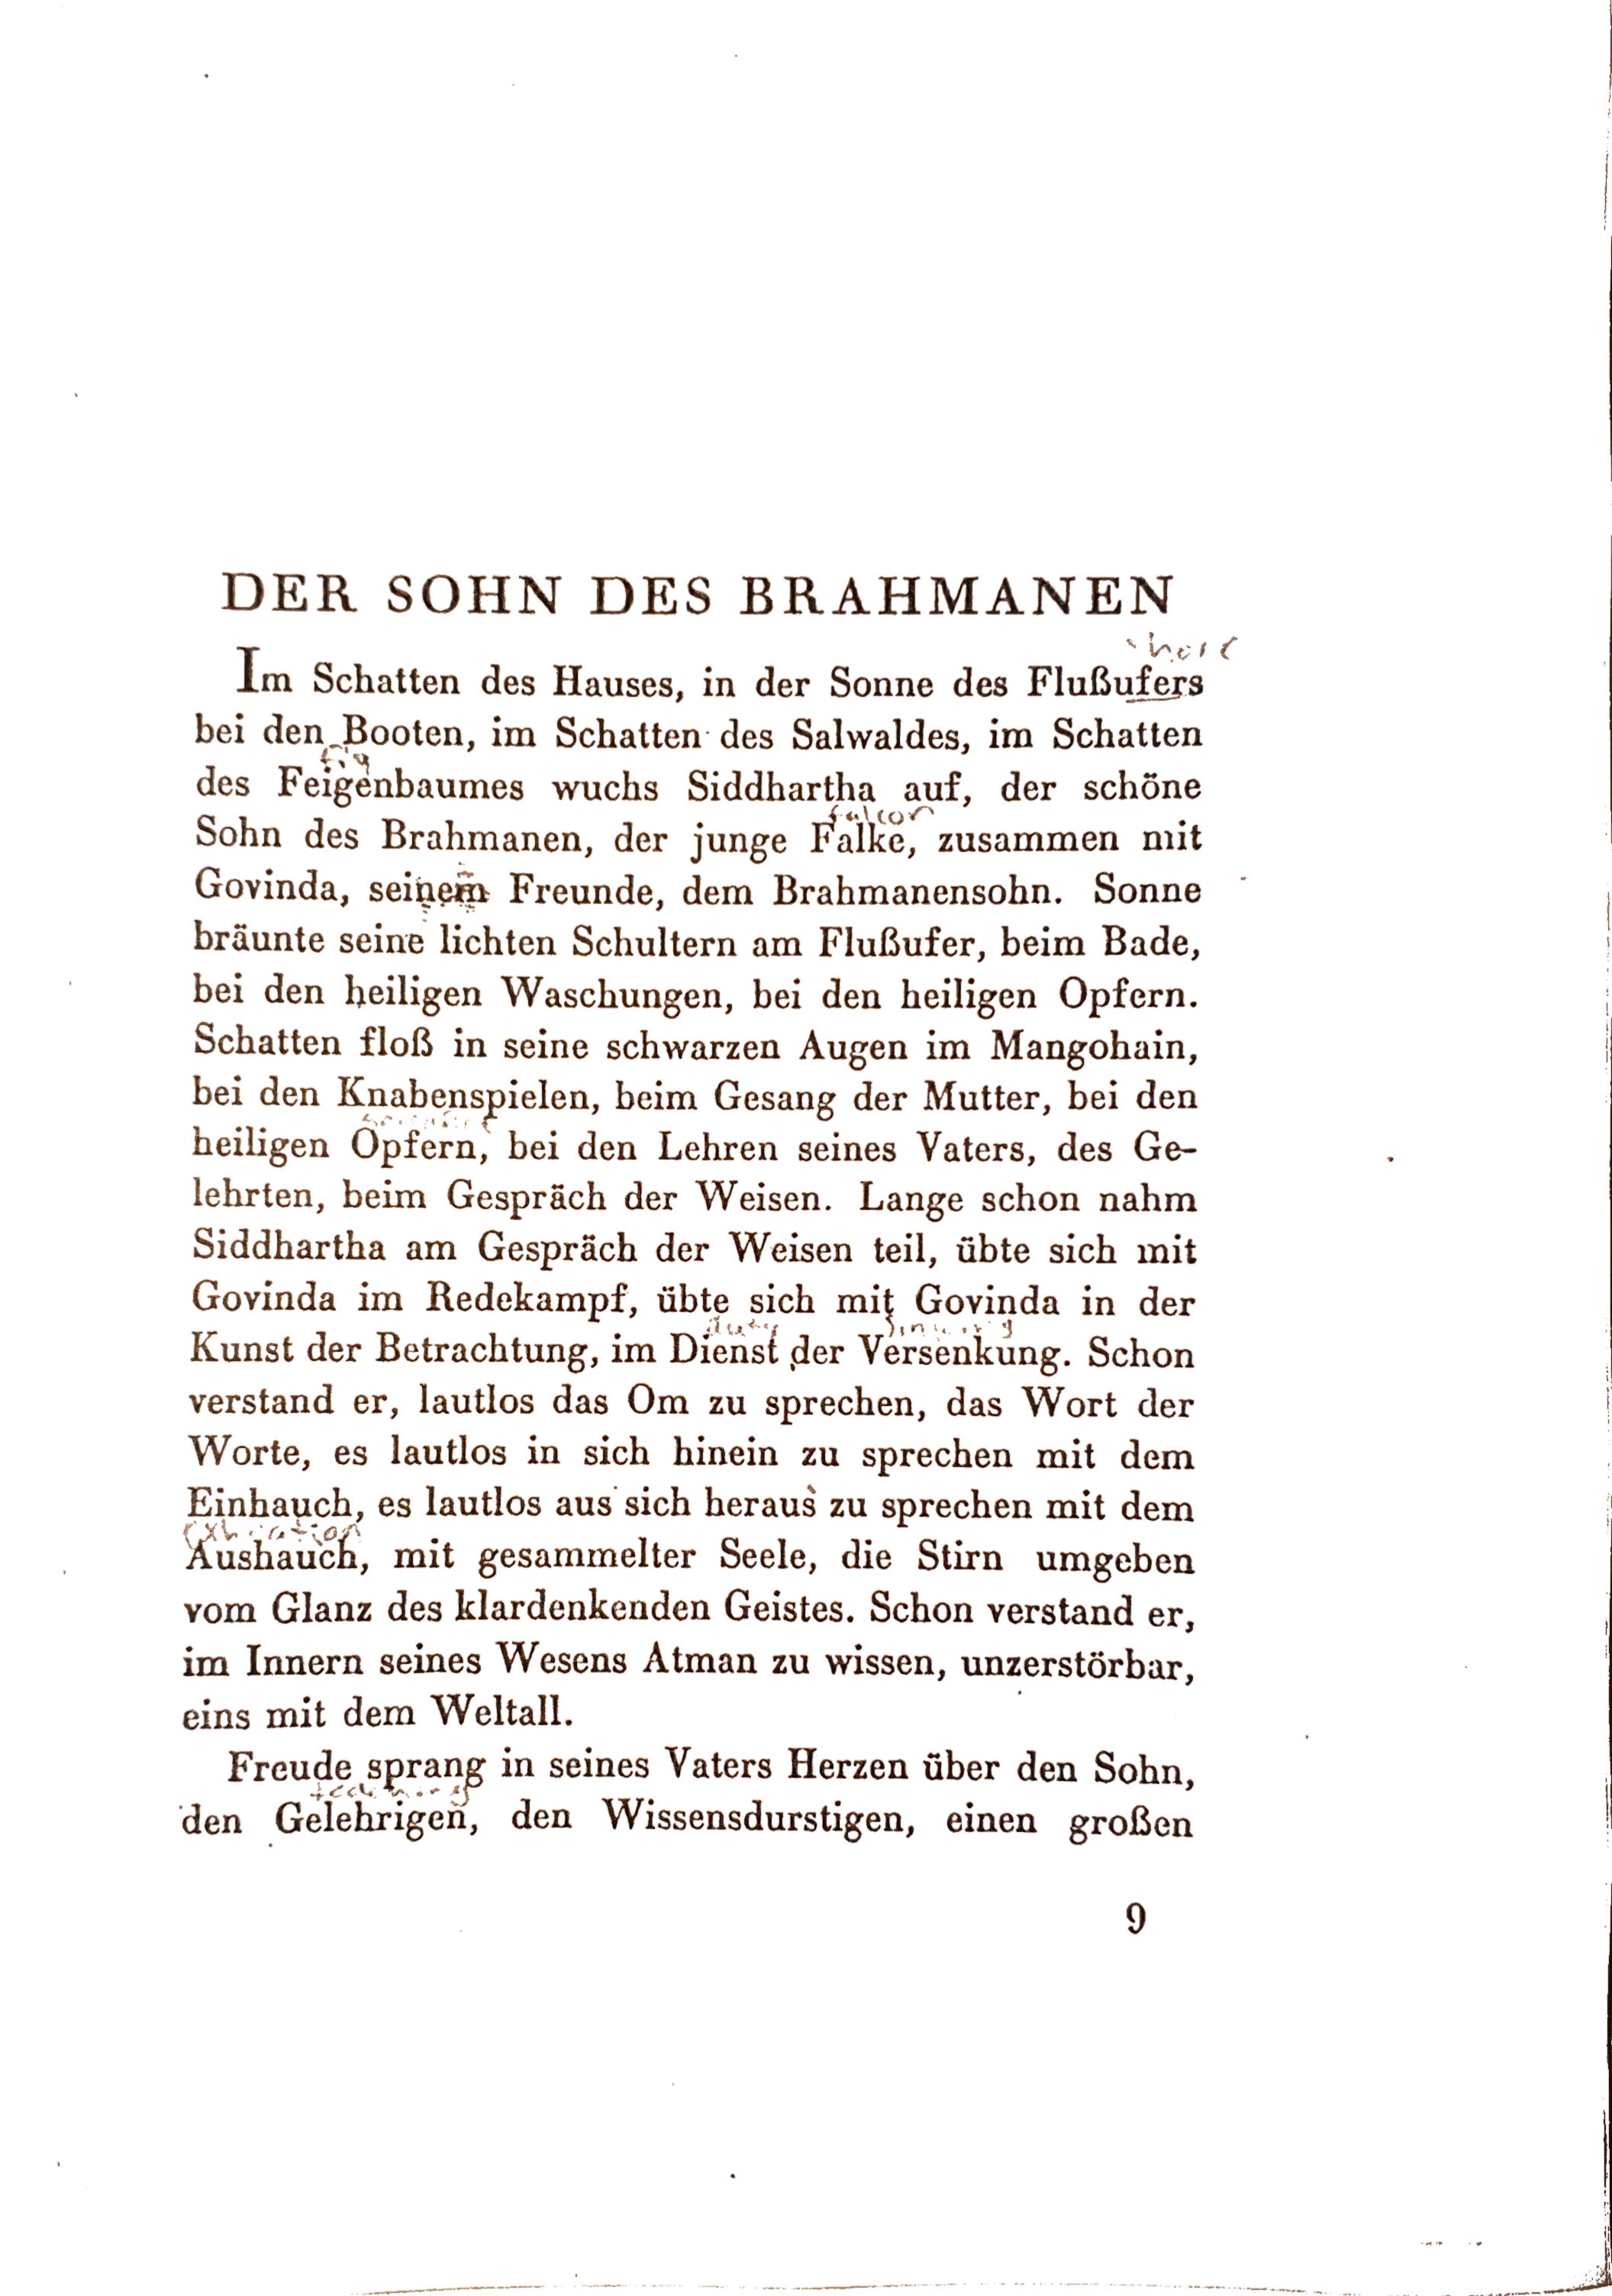 DER SOHN DES BRAHMANEN
Im Schatten des Hauses, in der Sonne des Flußufers
bei den Booten, im Schatten des Salwaldes, im Schatten
fig
des Feigenbaumes wuchs Siddhartha auf, der schöne
falcon
Sohn des Brahmanen, der junge Falke, zusammen mit
Govinda, seinem Freunde, dem Brahmanensohn. Sonne
bräunte seine lichten Schultern am Flußufer, beim Bade,
bei den heiligen Waschungen, bei den heiligen Opfern.
Schatten floß in seine schwarzen Augen im Mangohain,
bei den Knabenspielen, beim Gesang der Mutter, bei den
heiligen Opfern, bei den Lehren seines Vaters, des Ge-
lehrten, beim Gespräch der Weisen. Lange schon nahm
Siddhartha am Gespräch der Weisen teil, übte sich mit
Govinda im Redekampf, übte sich mit Govinda in der
duty
Kunst der Betrachtung, im Dienst der Versenkung. Schon
verstand er, lautlos das Om zu sprechen, das Wort der
Worte, es lautlos in sich hinein zu sprechen mit dem
Einhauch, es lautlos aus sich heraus zu sprechen mit dem
Aushauch, mit gesammelter Seele, die Stirn umgeben
vom Glanz des klardenkenden Geistes. Schon verstand er,
im Innern seines Wesens Atman zu wissen, unzerstörbar,
eins mit dem Weltall.
Freude sprang in seines Vaters Herzen über den Sohn,
den Gelehrigen, den Wissensdurstigen, einen großen
9